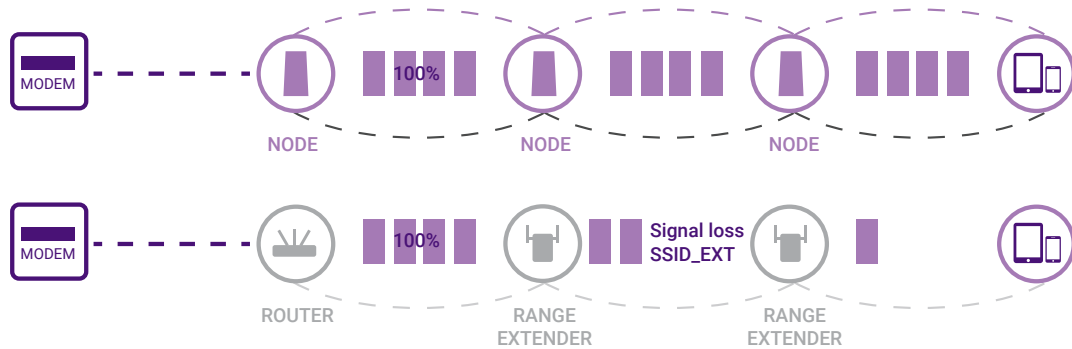 MODEM
100%
NODE
NODE
NODE
MODEM
100%
Signal loss
SSID_EXT
ROUTER
RANGE
EXTENDER
RANGE
EXTENDER